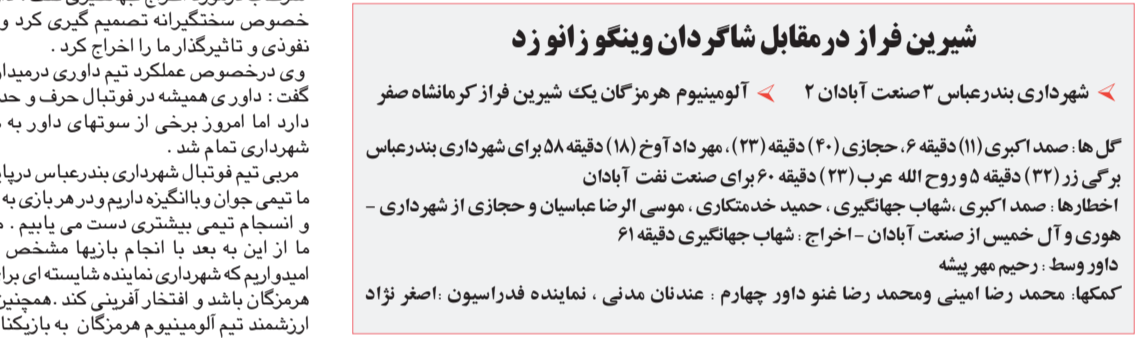 شیرین فراز درمقابل شاگردان وینگو زانو زد
شهرداری بندرعباس ۳ صنعت آبادان ۲ آلومینیوم هرمزگان یک شیرین فراز کرمانشاه صفر
گل ها : صمد اکبری (۱۱) دقیقه ۶، حجازی (۴۰) دقیقه (۲۳) ، مهر داد آوخ (۱۸) دقیقه ۵۸ برای شهرداری بندرعباس
برگی زر (۳۲) دقیقه ۵ و روح الله عرب (۲۳) دقیقه ۶۰ برای صنعت نفت آبادان
اخطارها : صمد اکبری ،شهاب جهانگیری ، حمید خدمتکاری ، موسی الرضا عباسیان و حجازی از شهرداری -
هوری و آل خمیس از صنعت آبادان - اخراج : شهاب جهانگیری دقیقه ۶۱
داور وسط : رحیم مهر پیشه
کمکها: محمد رضا امینی ومحمد رضا غنو داور چهارم : عندنان مدنی ، نماینده فدراسیون :اصغر نژاد
خصوص سختگیرانه تصمیم گیری کرد و
نفوذی و تاثیرگذار ما را اخراج کرد .
وی درخصوص عملکرد تیم داوری درمیدا
گفت : داور ی همیشه در فوتبال حرف و حد
دارد اما امروز برخی از سوتهای داور به
شهرداری تمام شد .
مربی تیم فوتبال شهرداری بندرعباس درپا
ما تیمی جوان وباانگیزه داریم ودر هر بازی به
و انسجام تیمی بیشتری دست می یابیم .
ما از این به بعد با انجام بازیها مشخص
امیدواریم که شهرداری نماینده شایسته ای برا
هرمزگان باشد و افتخار آفرینی کند .همچنین
ارزشمند تیم آلومینیوم هرمزگان به بازیکنا